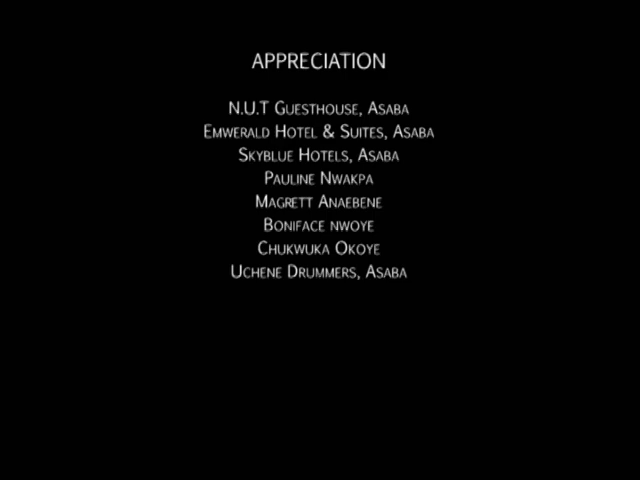 APPRECIATION
N.U.T Guesthouse, Asaba
Emwerald Hotel & Suites, Asaba
Skyblue Hotels, Asaba
Pauline Nwakpa
Magrett Anaebene
Boniface nwoye
Chukwuka Okoye
Uchene Drummers, Asaba